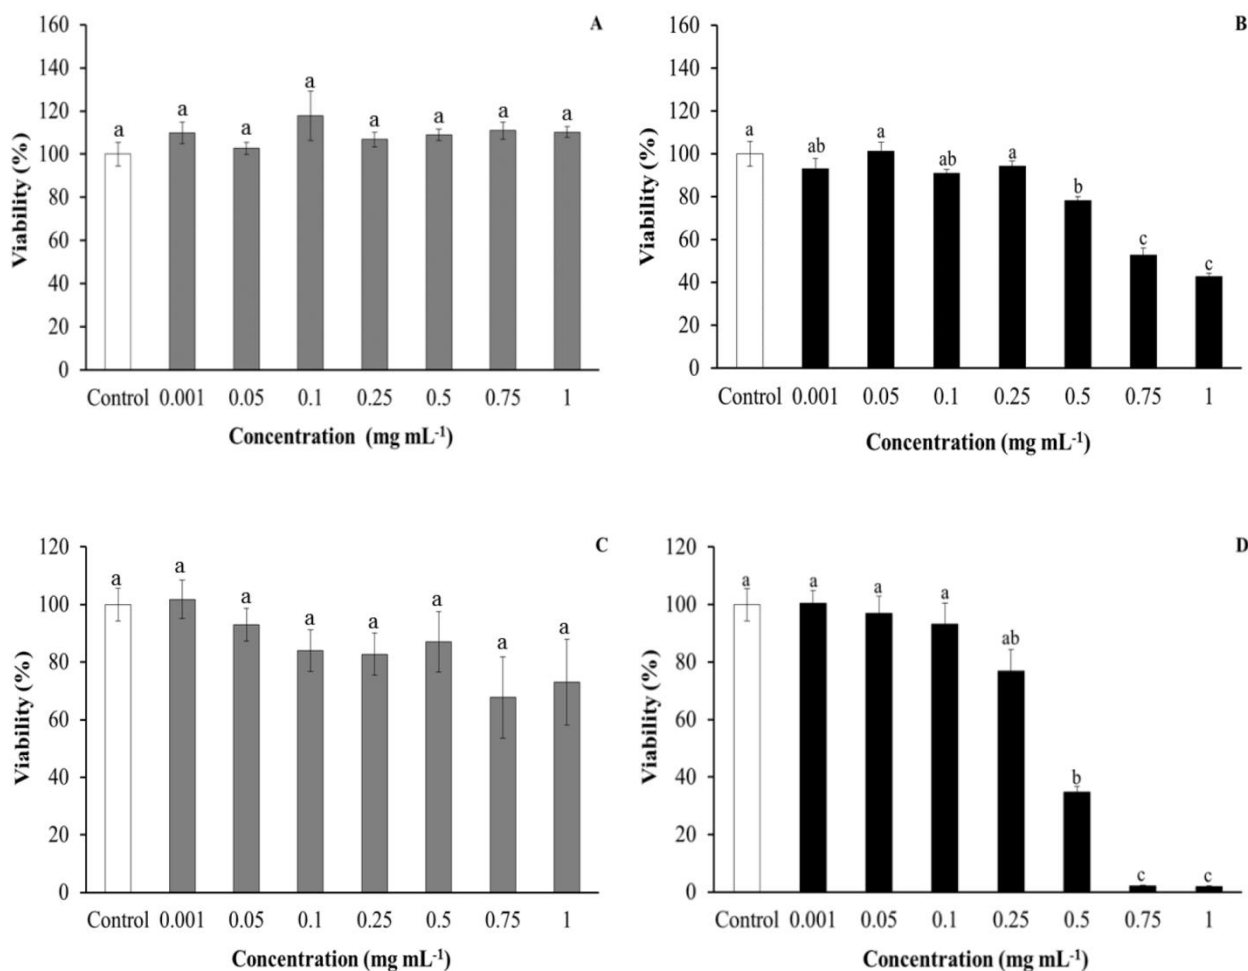 A
Viability (%)
160
140
120
100
80
60
40
20
0
a a a a a a a a
Control 0.001 0.05 0.1 0.25 0.5 0.75 1
Concentration (mg mL⁻¹)
B
Viability (%)
160
140
120
100
80
60
40
20
0
a ab a ab a b c c
Control 0.001 0.05 0.1 0.25 0.5 0.75 1
Concentration (mg mL⁻¹)
C
Viability (%)
120
100
80
60
40
20
0
a a a a a a a a
Control 0.001 0.05 0.1 0.25 0.5 0.75 1
Concentration (mg mL⁻¹)
D
Viability (%)
120
100
80
60
40
20
0
a a a a ab b c c
Control 0.001 0.05 0.1 0.25 0.5 0.75 1
Concentration (mg mL⁻¹)